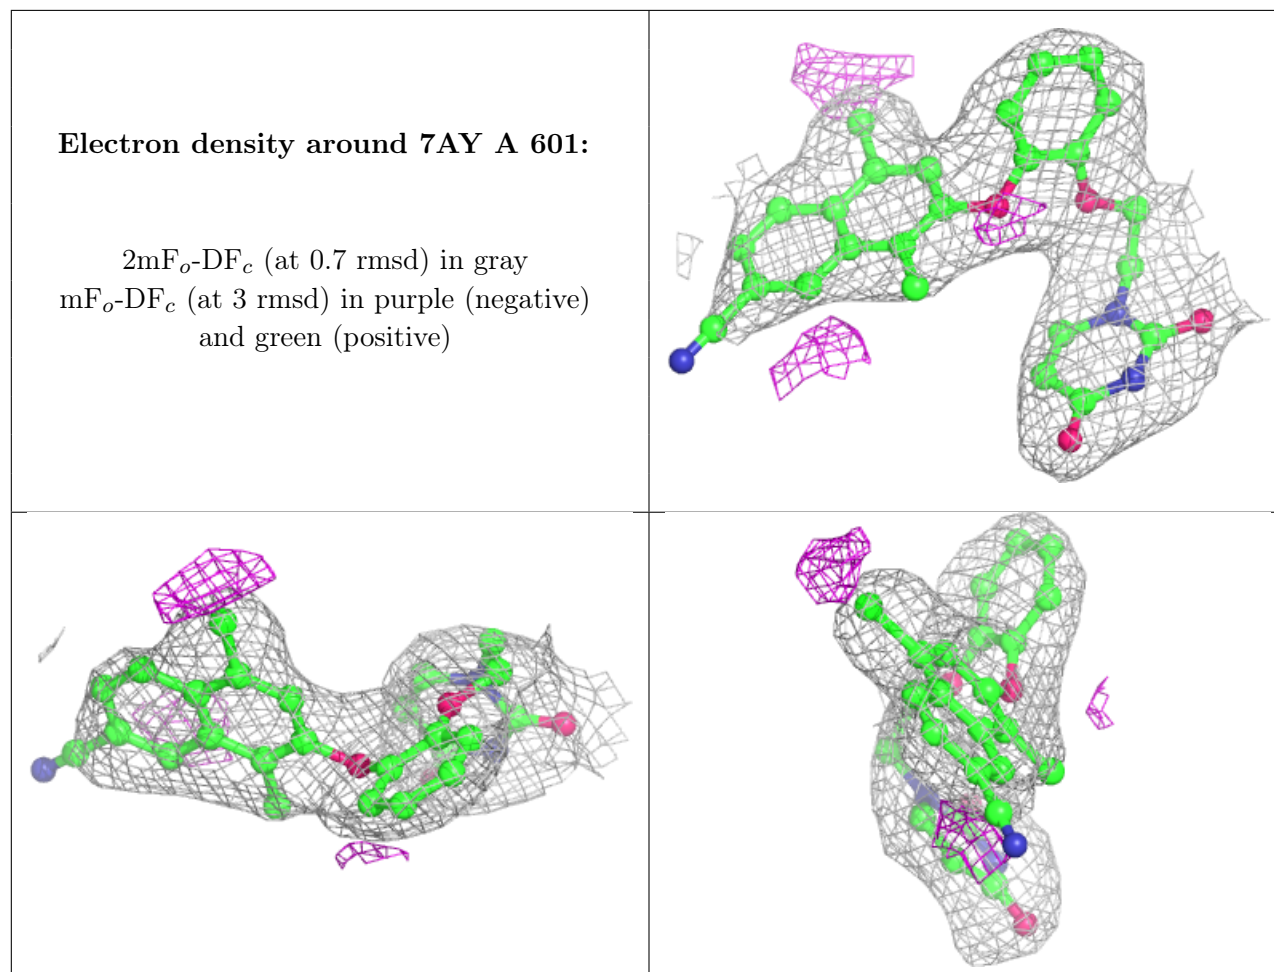 Electron density around 7AY A 601:
2mFo-DFc (at 0.7 rmsd) in gray
mFo-DFc (at 3 rmsd) in purple (negative)
and green (positive)